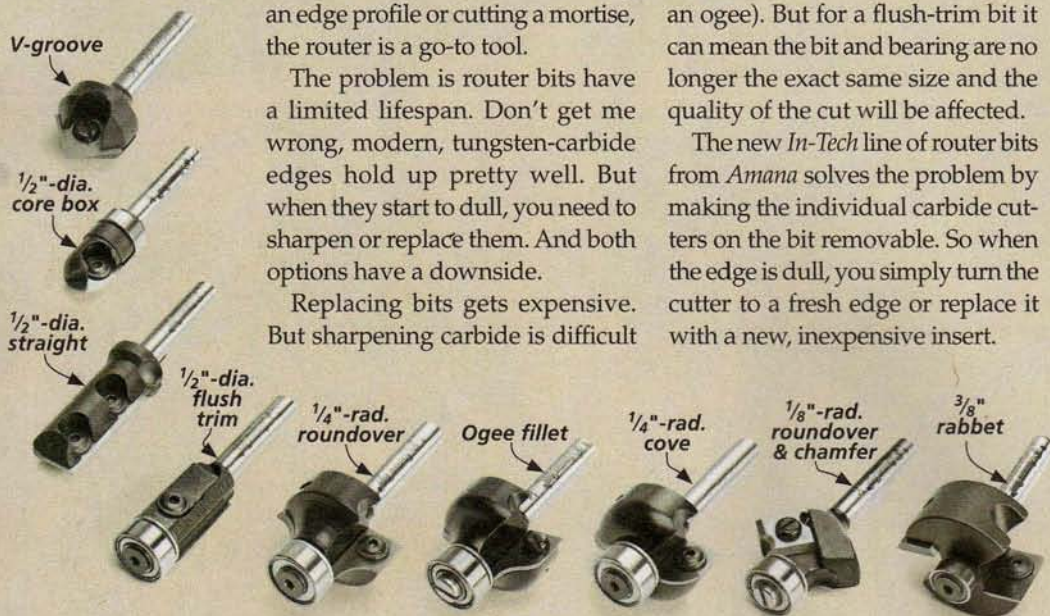 an edge profile or cutting a mortise,
the router is a go-to tool.
The problem is router bits have
a limited lifespan. Don't get me
wrong, modern, tungsten-carbide
edges hold up pretty well. But
when they start to dull, you need to
sharpen or replace them. And both
options have a downside.
Replacing bits gets expensive.
But sharpening carbide is difficult
an ogee). But for a flush-trim bit it
can mean the bit and bearing are no
longer the exact same size and the
quality of the cut will be affected.
The new In-Tech line of router bits
from Amana solves the problem by
making the individual carbide cut-
ters on the bit removable. So when
the edge is dull, you simply turn the
cutter to a fresh edge or replace it
with a new, inexpensive insert.
V-groove
1/2"-dia.
core box
1/2"-dia.
straight
1/2"-dia.
flush
trim
1/4"-rad.
roundover
Ogee fillet
1/4"-rad.
cove
1/8"-rad.
roundover
& chamfer
3/8"
rabbet